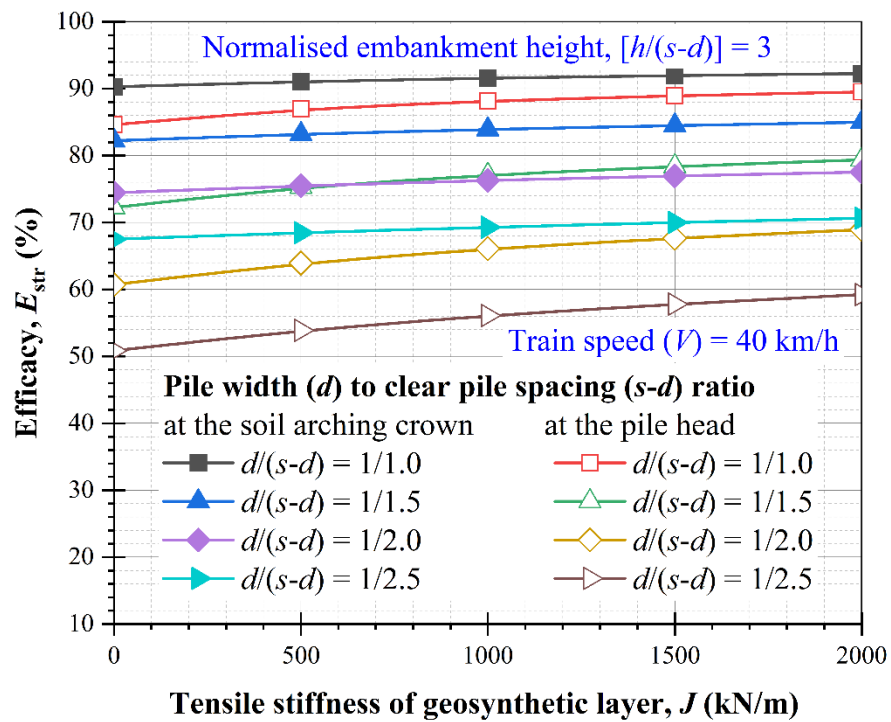 100
90
80
70
60
50
40
30
20
10
Efficacy, E_str (%)
Normalised embankment height, [h/(s-d)] = 3
Train speed (V) = 40 km/h
Pile width (d) to clear pile spacing (s-d) ratio
at the soil arching crown at the pile head
d/(s-d) = 1/1.0 d/(s-d) = 1/1.0
d/(s-d) = 1/1.5 d/(s-d) = 1/1.5
d/(s-d) = 1/2.0 d/(s-d) = 1/2.0
d/(s-d) = 1/2.5 d/(s-d) = 1/2.5
0 500 1000 1500 2000
Tensile stiffness of geosynthetic layer, J (kN/m)